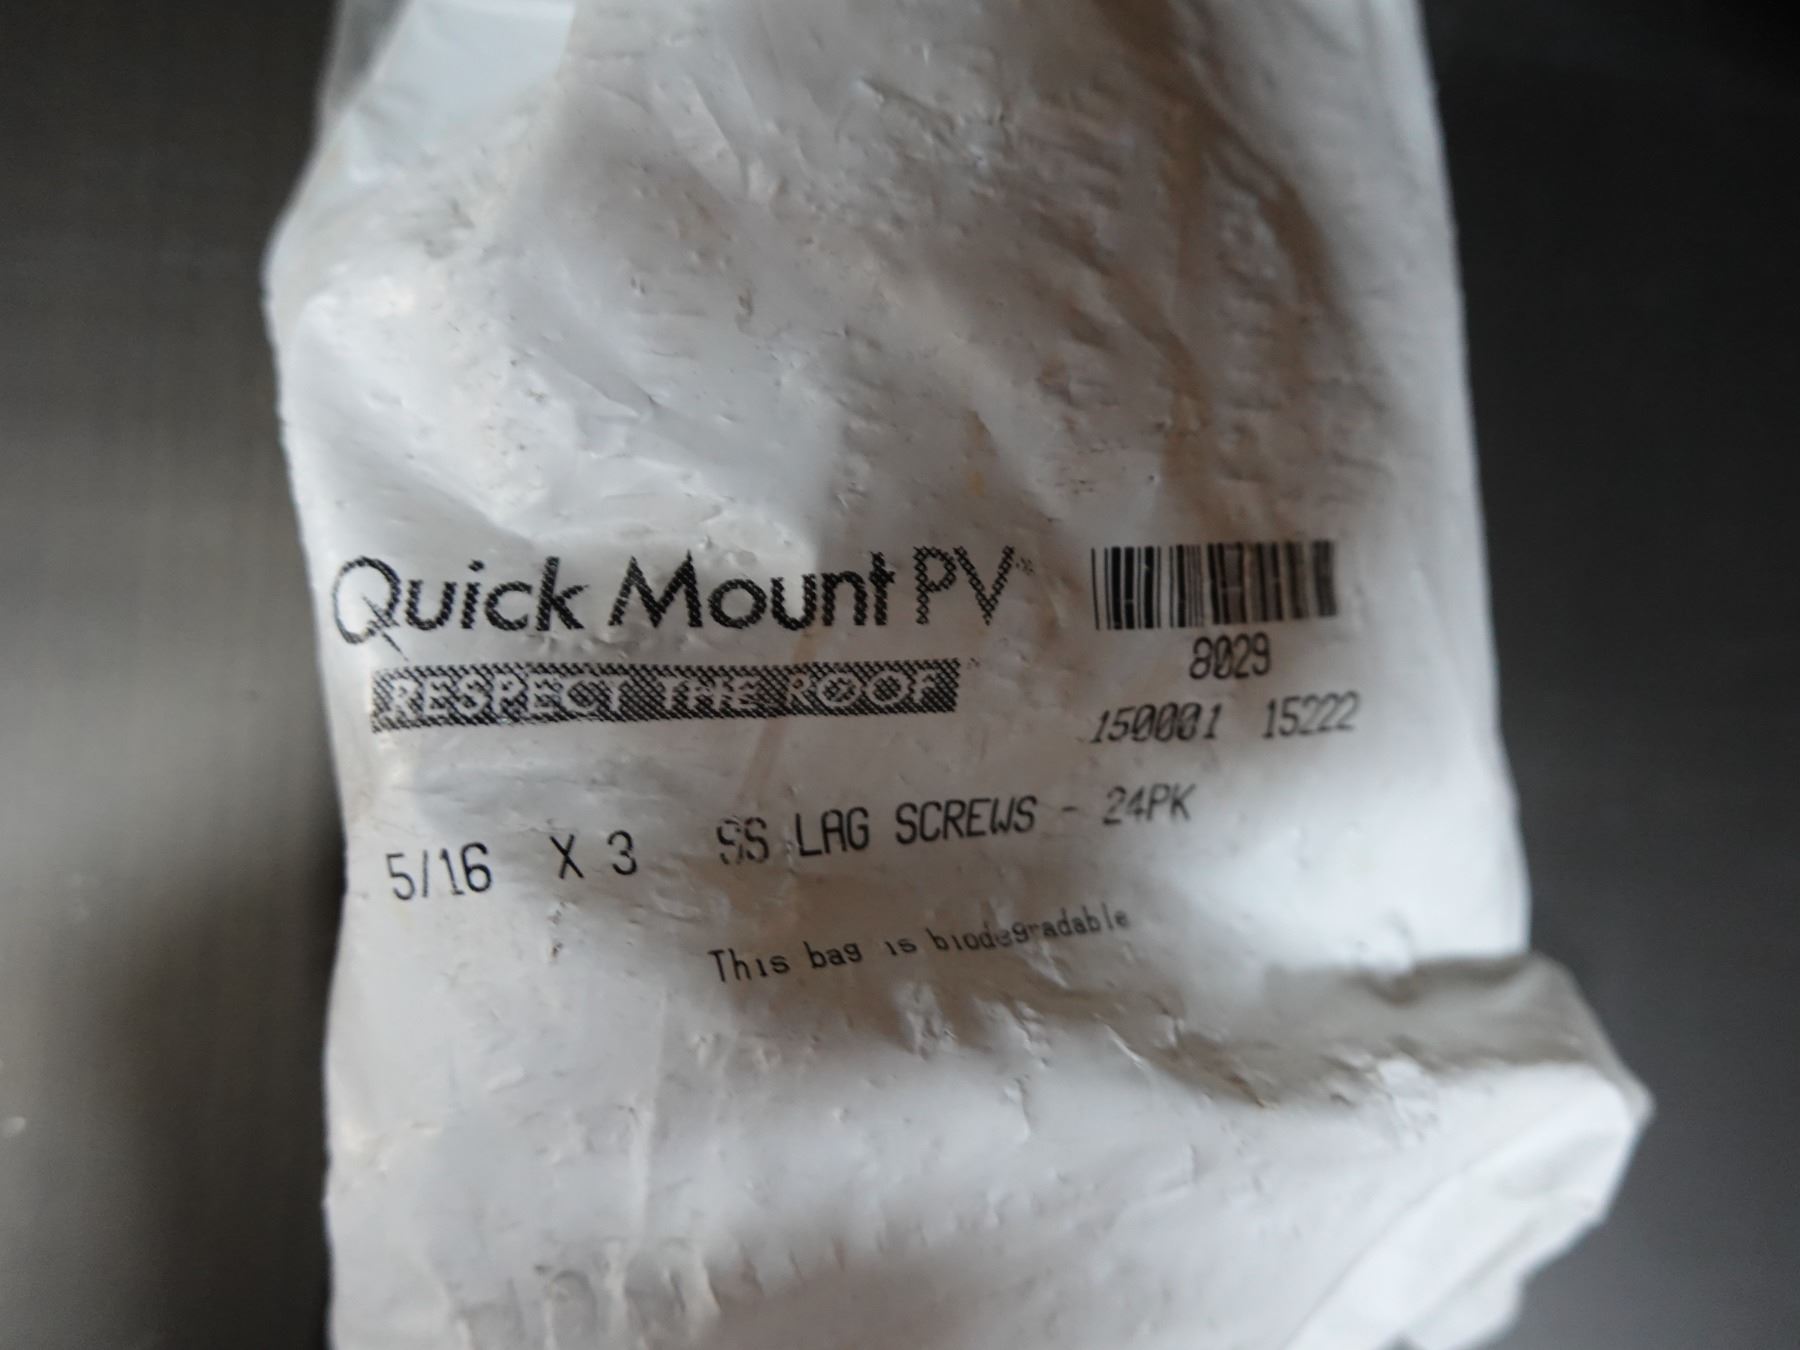 Quick Mount PV
RESPECT THE ROOF
8029
150001 15222
5/16 X 3 SS LAG SCREWS - 24PK
This bag is biodegradable